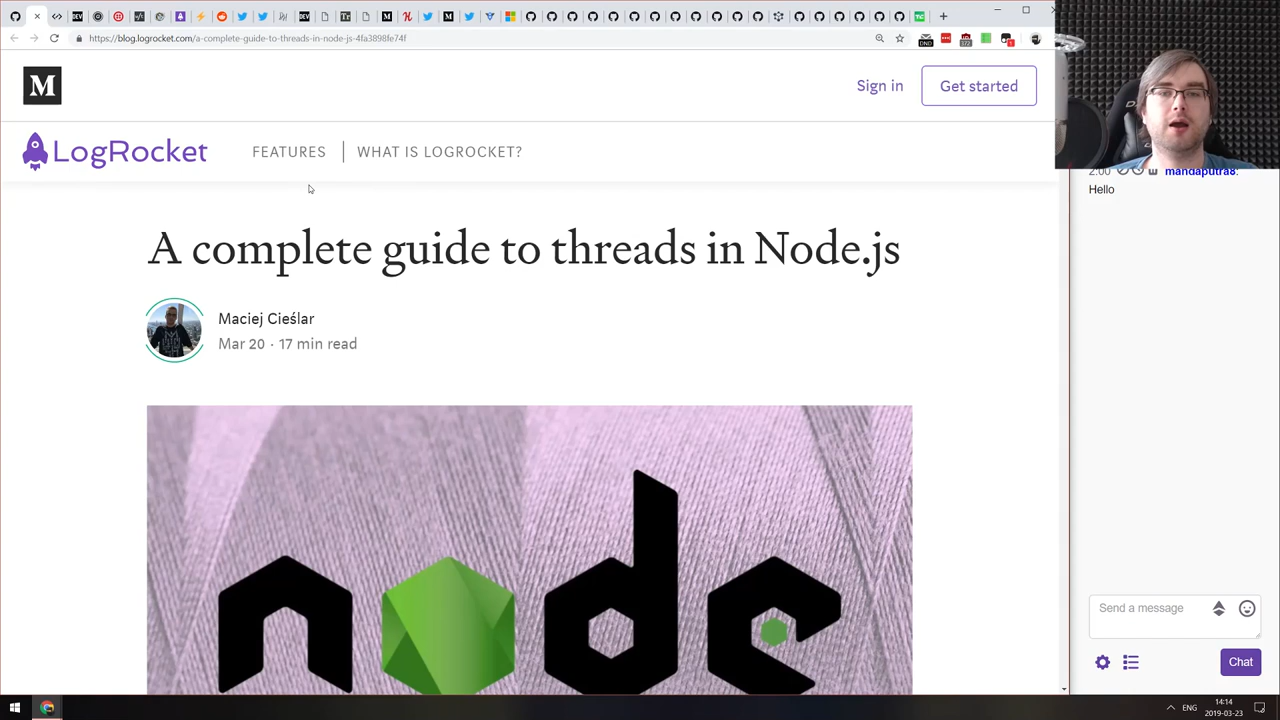 https://blog.logrocket.com/a-complete-guide-to-threads-in-node-js-4fa3898fe74f
M
Sign in
Get started
LogRocket
FEATURES
WHAT IS LOGROCKET?
2:00 mandaputra8:
Hello
A complete guide to threads in Node.js
Maciej Cieślar
Mar 20 · 17 min read
node
Send a message
Chat
ENG
14:14
2019-03-23